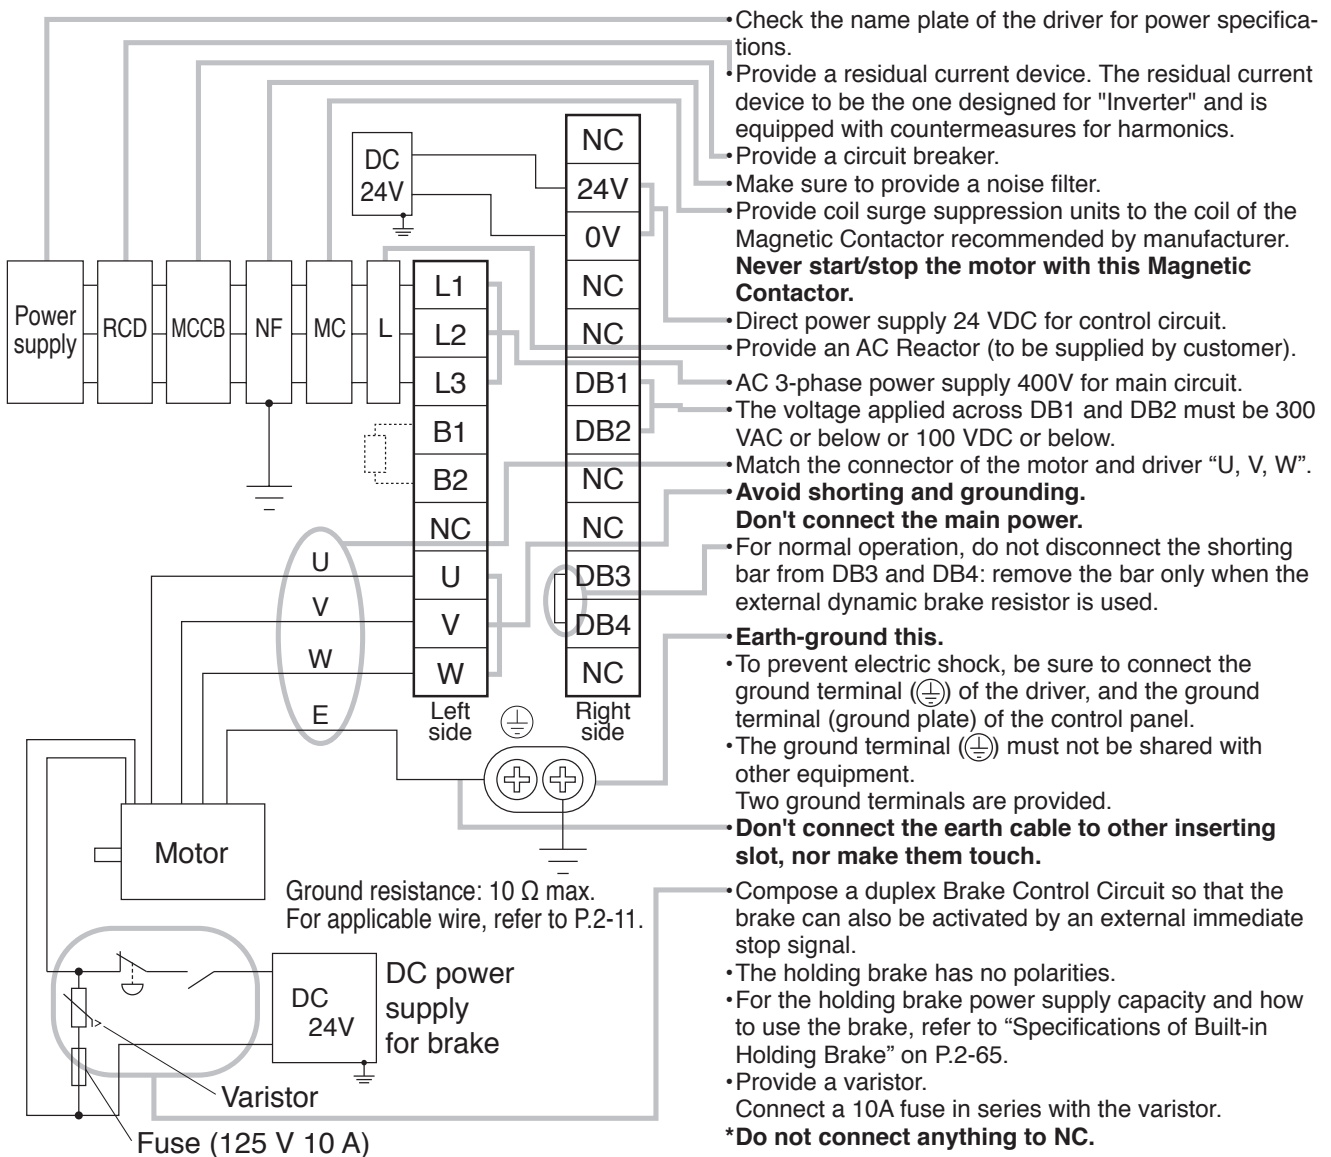 •Check the name plate of the driver for power specifica-
tions.
•Provide a residual current device. The residual current
device to be the one designed for "Inverter" and is
equipped with countermeasures for harmonics.
•Provide a circuit breaker.
•Make sure to provide a noise filter.
•Provide coil surge suppression units to the coil of the
Magnetic Contactor recommended by manufacturer.
Never start/stop the motor with this Magnetic
Contactor.
•Direct power supply 24 VDC for control circuit.
•Provide an AC Reactor (to be supplied by customer).
•AC 3-phase power supply 400V for main circuit.
•The voltage applied across DB1 and DB2 must be 300
VAC or below or 100 VDC or below.
•Match the connector of the motor and driver “U, V, W”.
•Avoid shorting and grounding.
Don't connect the main power.
•For normal operation, do not disconnect the shorting
bar from DB3 and DB4: remove the bar only when the
external dynamic brake resistor is used.
•Earth-ground this.
•To prevent electric shock, be sure to connect the
ground terminal (⏚) of the driver, and the ground
terminal (ground plate) of the control panel.
•The ground terminal (⏚) must not be shared with
other equipment.
Two ground terminals are provided.
•Don't connect the earth cable to other inserting
slot, nor make them touch.
•Compose a duplex Brake Control Circuit so that the
brake can also be activated by an external immediate
stop signal.
•The holding brake has no polarities.
•For the holding brake power supply capacity and how
to use the brake, refer to “Specifications of Built-in
Holding Brake” on P.2-65.
•Provide a varistor.
Connect a 10A fuse in series with the varistor.
*Do not connect anything to NC.
DC
24V
Power
supply
RCD
MCCB
NF
MC
L
L1
L2
L3
B1
B2
NC
U
V
W
Left
side
NC
24V
0V
NC
NC
DB1
DB2
NC
NC
DB3
DB4
NC
Right
side
U
V
W
E
Motor
Ground resistance: 10 Ω max.
For applicable wire, refer to P.2-11.
DC
24V
DC power
supply
for brake
Varistor
Fuse (125 V 10 A)